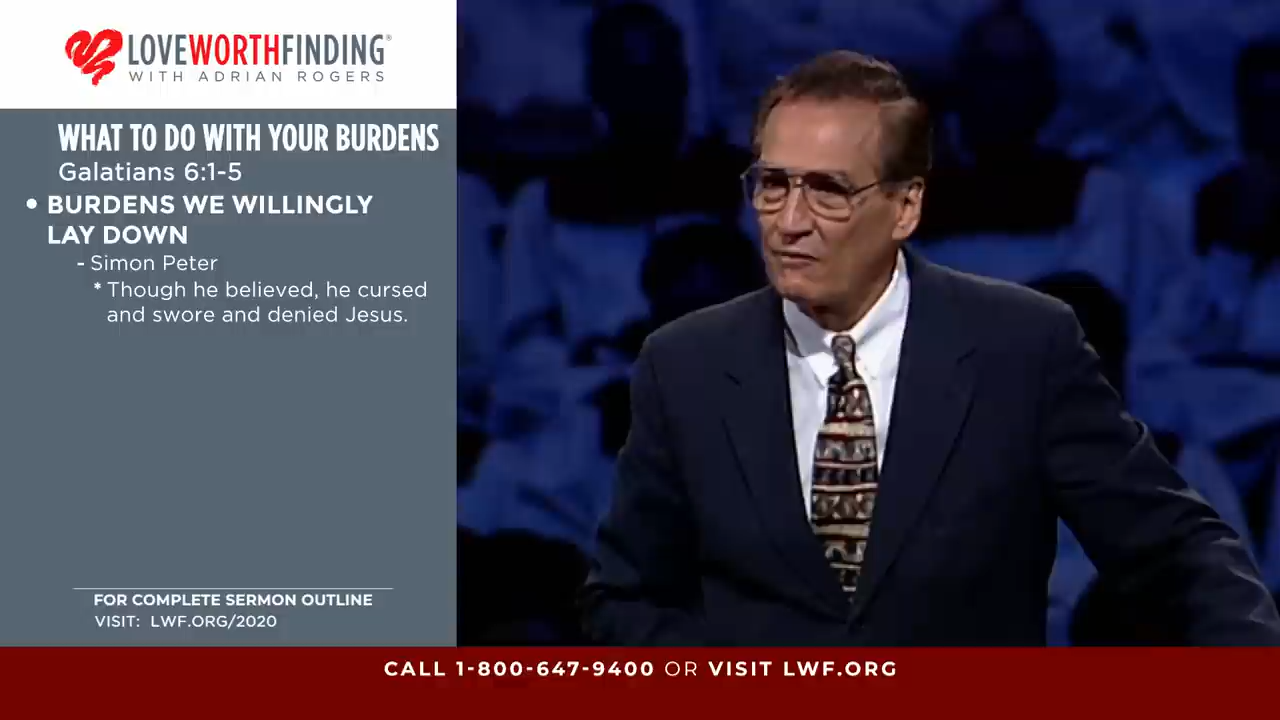 LOVEWORTHFINDING®
WITH ADRIAN ROGERS
WHAT TO DO WITH YOUR BURDENS
Galatians 6:1-5
• BURDENS WE WILLINGLY
LAY DOWN
- Simon Peter
* Though he believed, he cursed
and swore and denied Jesus.
FOR COMPLETE SERMON OUTLINE
VISIT: LWF.ORG/2020
CALL 1-800-647-9400 OR VISIT LWF.ORG